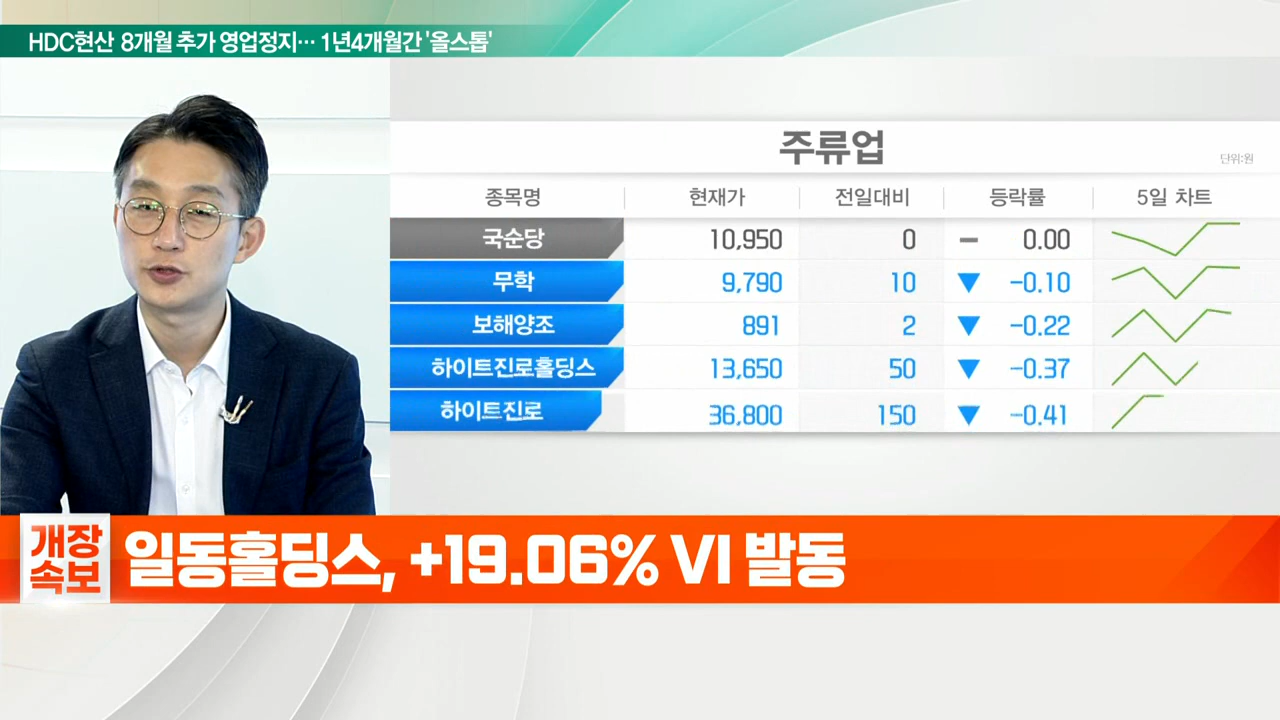 HDC현산 8개월 추가 영업정지… 1년4개월간 '올스톱'
주류업
단위:원
종목명 현재가 전일대비 등락률 5일 차트
국순당 10,950 0 － 0.00
무학 9,790 10 ▼ -0.10
보해양조 891 2 ▼ -0.22
하이트진로홀딩스 13,650 50 ▼ -0.37
하이트진로 36,800 150 ▼ -0.41
개장
속보
일동홀딩스, +19.06% VI 발동